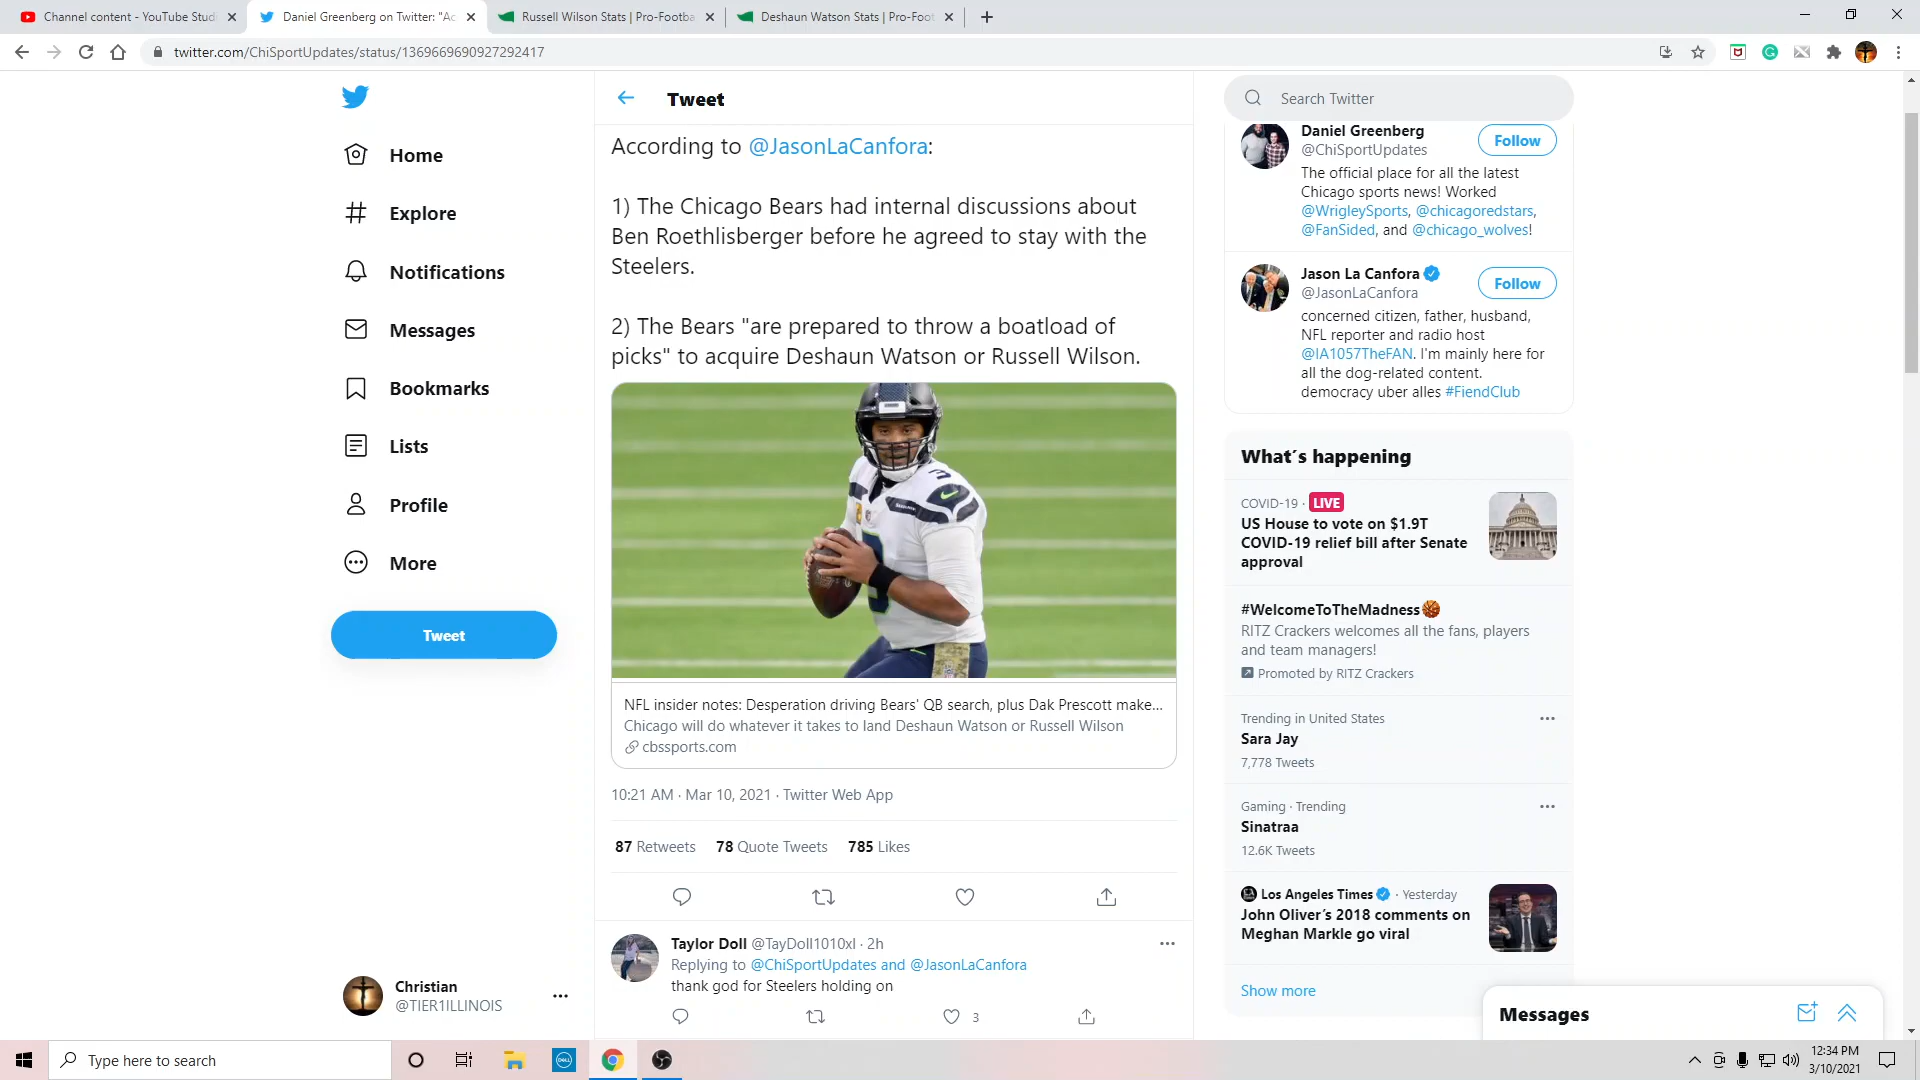 Channel content - YouTube Studi
Daniel Greenberg on Twitter: "Ac
Russell Wilson Stats | Pro-Footba
Deshaun Watson Stats | Pro-Foot
twitter.com/ChiSportUpdates/status/1369669690927292417
Home
Explore
Notifications
Messages
Bookmarks
Lists
Profile
More
Tweet
Christian
@TIER1ILLINOIS
Tweet
According to @JasonLaCanfora:
1) The Chicago Bears had internal discussions about
Ben Roethlisberger before he agreed to stay with the
Steelers.
2) The Bears "are prepared to throw a boatload of
picks" to acquire Deshaun Watson or Russell Wilson.
3
NFL insider notes: Desperation driving Bears' QB search, plus Dak Prescott make...
Chicago will do whatever it takes to land Deshaun Watson or Russell Wilson
cbssports.com
10:21 AM · Mar 10, 2021 · Twitter Web App
87 Retweets 78 Quote Tweets 785 Likes
Taylor Doll @TayDoll1010xl · 2h
Replying to @ChiSportUpdates and @JasonLaCanfora
thank god for Steelers holding on
3
Search Twitter
Daniel Greenberg
@ChiSportUpdates
Follow
The official place for all the latest
Chicago sports news! Worked
@WrigleySports, @chicagoredstars,
@FanSided, and @chicago_wolves!
Jason La Canfora
@JasonLaCanfora
Follow
concerned citizen, father, husband,
NFL reporter and radio host
@IA1057TheFAN. I'm mainly here for
all the dog-related content.
democracy uber alles #FiendClub
What's happening
COVID-19 · LIVE
US House to vote on $1.9T
COVID-19 relief bill after Senate
approval
#WelcomeToTheMadness
RITZ Crackers welcomes all the fans, players
and team managers!
Promoted by RITZ Crackers
Trending in United States
Sara Jay
7,778 Tweets
Gaming · Trending
Sinatraa
12.6K Tweets
Los Angeles Times · Yesterday
John Oliver's 2018 comments on
Meghan Markle go viral
Show more
Messages
Type here to search
DELL
12:34 PM
3/10/2021